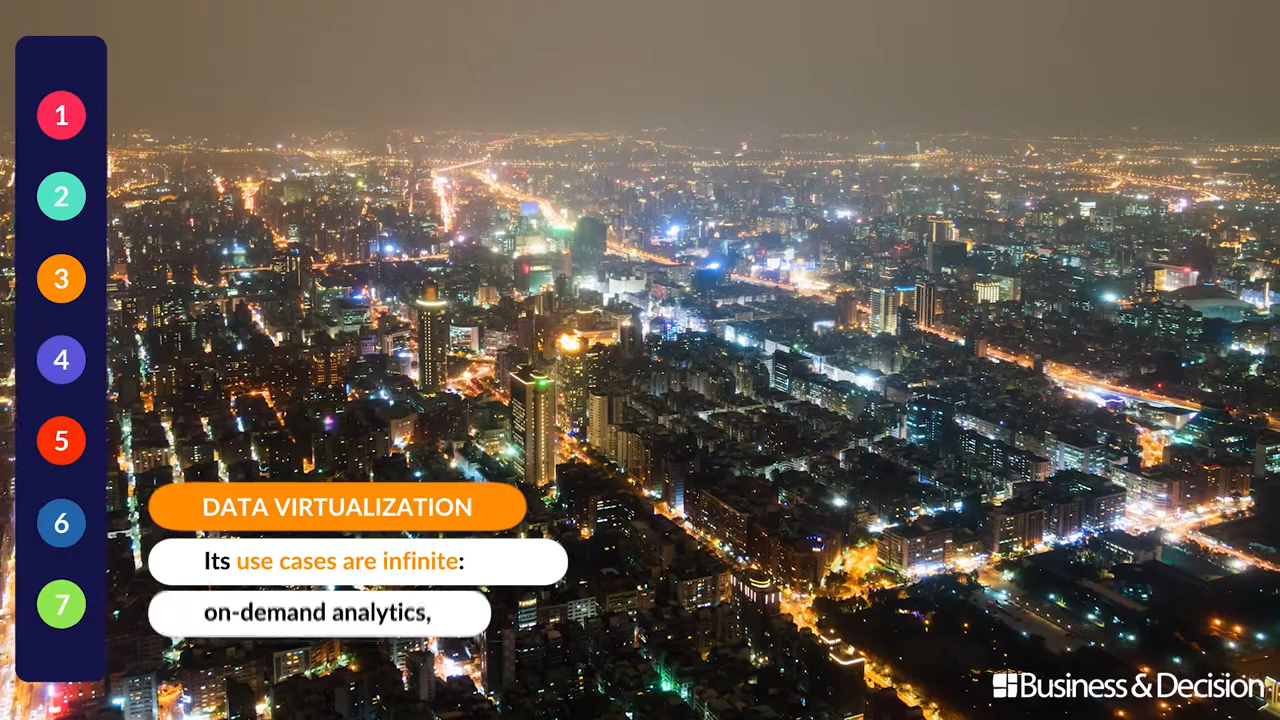 1
2
3
4
5
6
7
DATA VIRTUALIZATION
Its use cases are infinite:
on-demand analytics,
Business & Decision